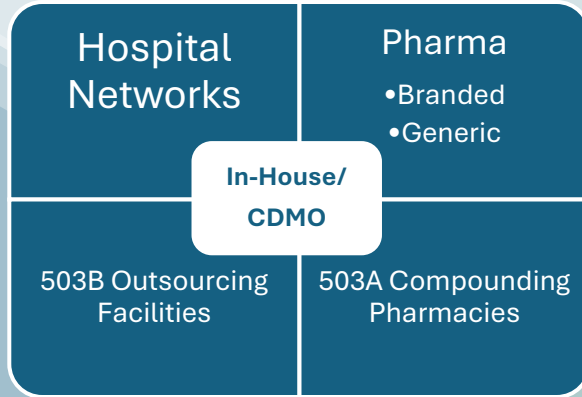 Hospital
Networks
Pharma
•Branded
•Generic
In-House/
CDMO
503B Outsourcing
Facilities
503A Compounding
Pharmacies